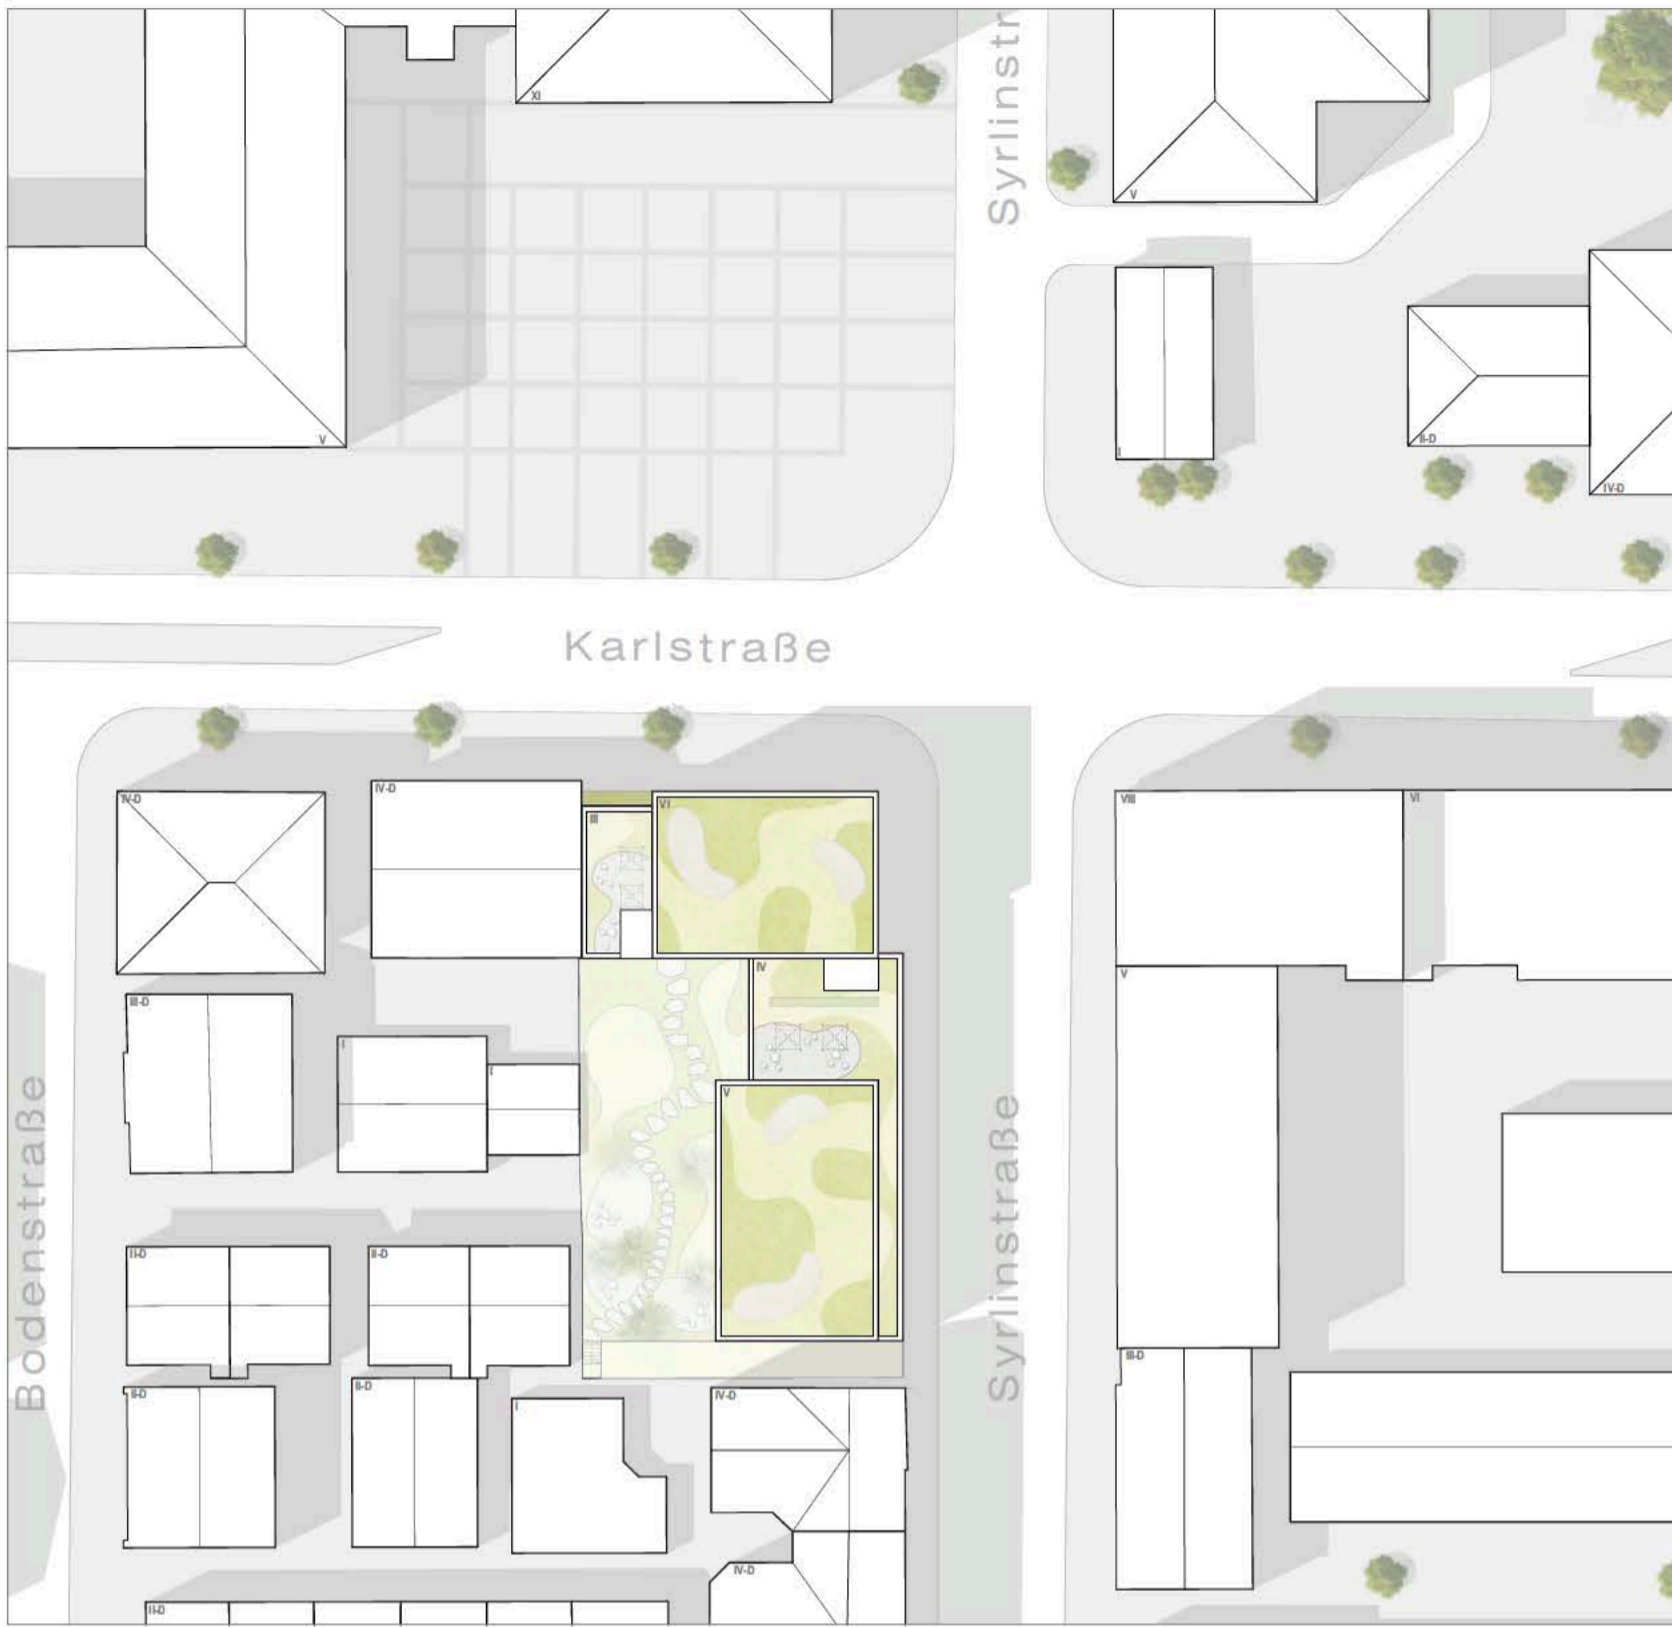 XI
Syrlinstr
V
V
I
II-D
IV-D
Karlstraße
IV-D
IV-D
III
VI
VIII
VI
III-D
I
I
IV
V
V
Bodenstraße
Syrlinstraße
II-D
II-D
III-D
II-D
II-D
I
IV-D
IV-D
II-D